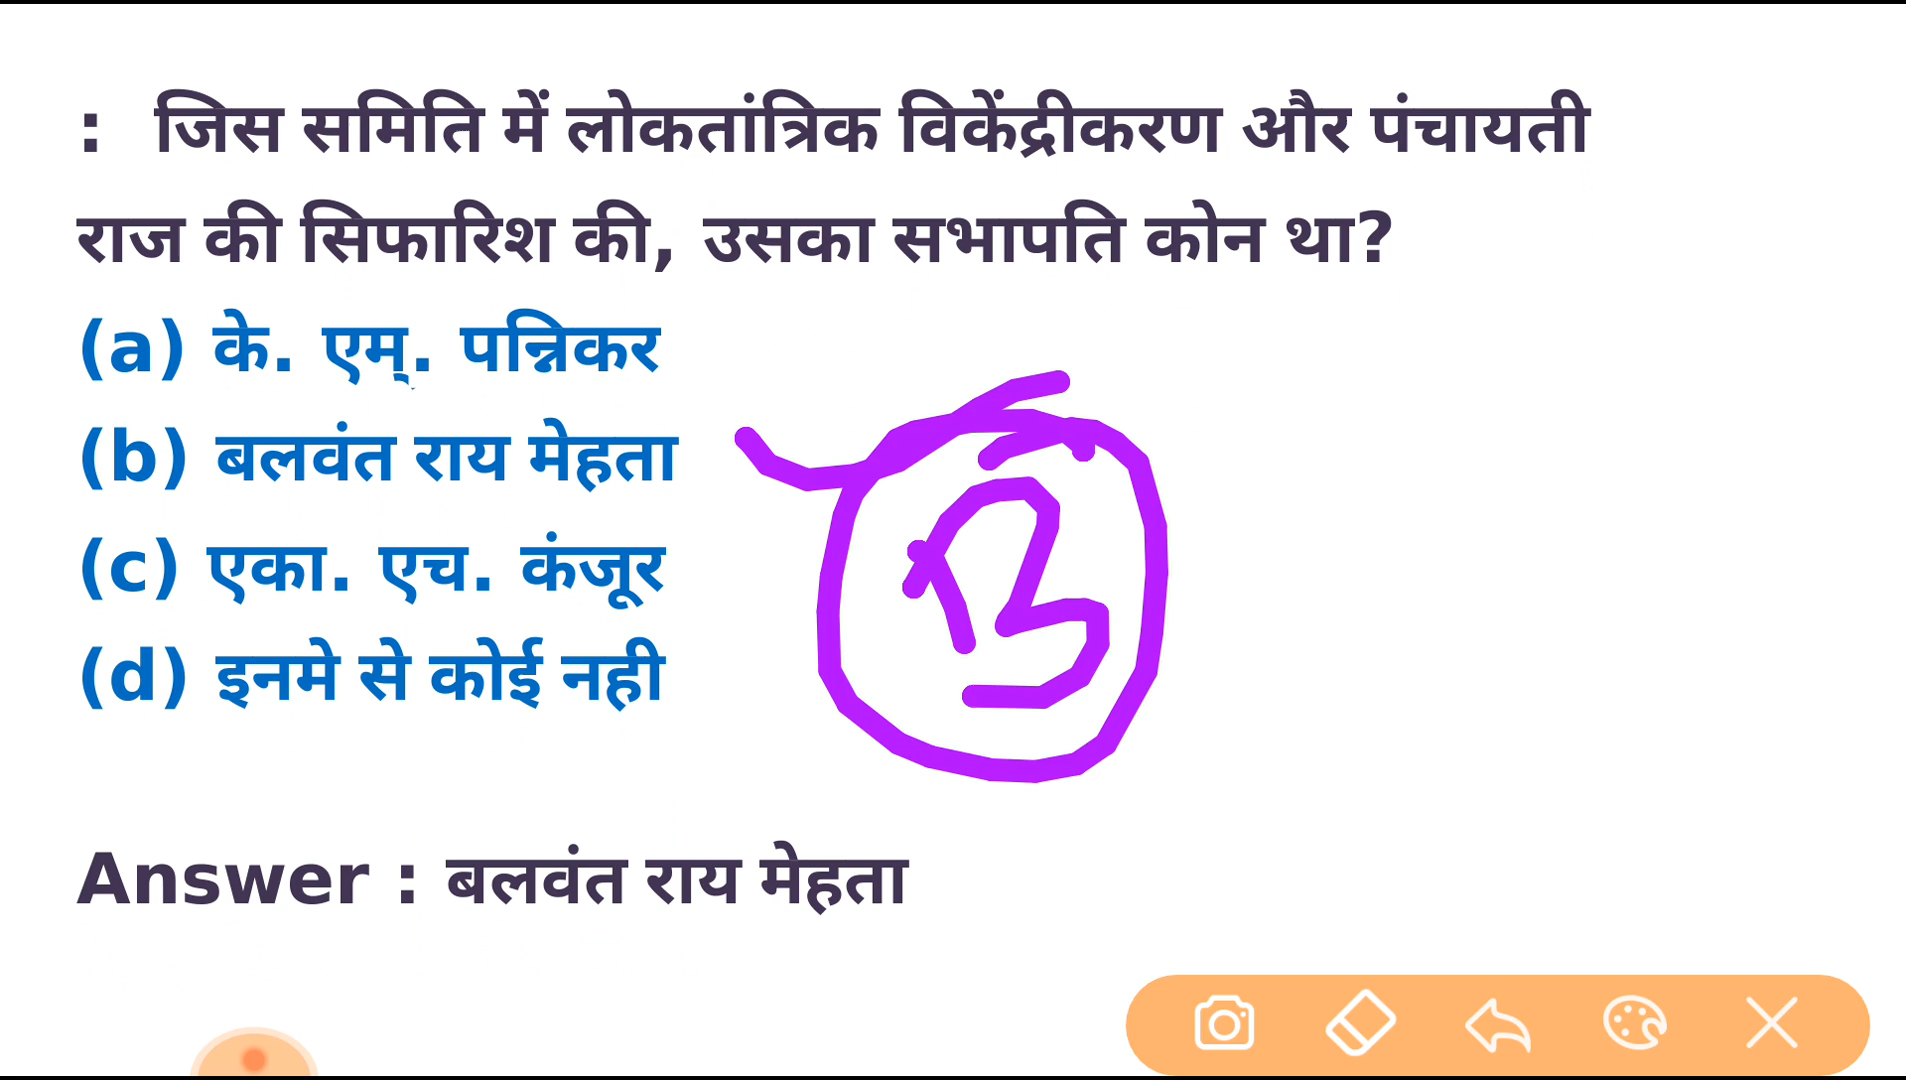 : जिस समिति में लोकतांत्रिक विकेंद्रीकरण और पंचायती
राज की सिफारिश की, उसका सभापति कोन था?
(a) के. एम्. पन्निकर
(b) बलवंत राय मेहता
(c) एका. एच. कंजूर
(d) इनमे से कोई नही
B
Answer : बलवंत राय मेहता